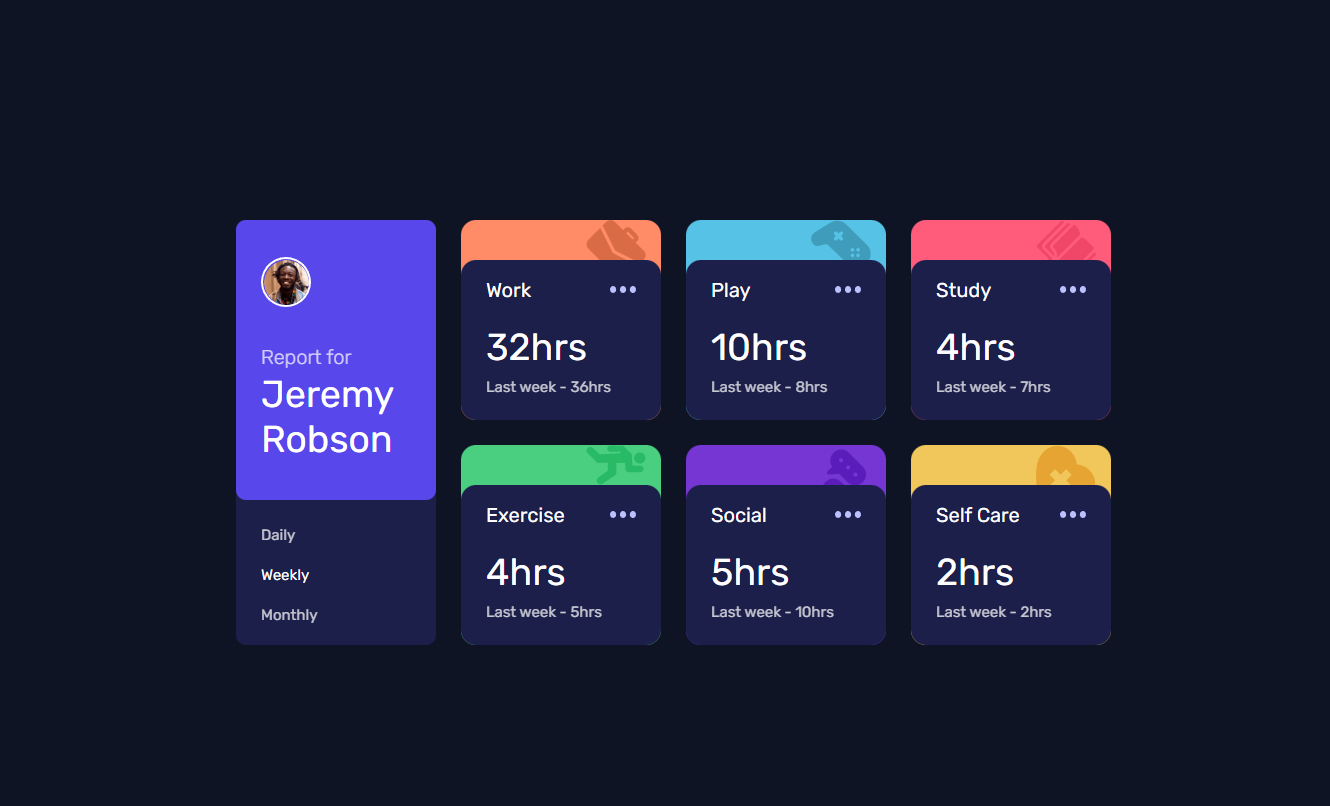 Report for
Jeremy
Robson
Daily
Weekly
Monthly
Work
32hrs
Last week - 36hrs
Play
10hrs
Last week - 8hrs
Study
4hrs
Last week - 7hrs
Exercise
4hrs
Last week - 5hrs
Social
5hrs
Last week - 10hrs
Self Care
2hrs
Last week - 2hrs